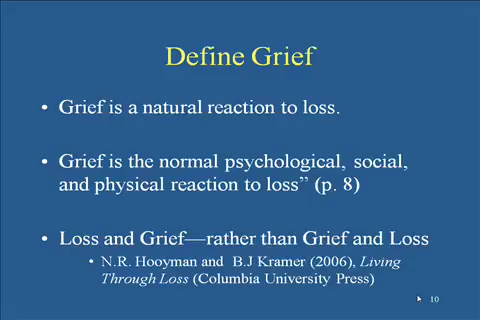 Define Grief
• Grief is a natural reaction to loss.
• Grief is the normal psychological, social,
and physical reaction to loss” (p. 8)
• Loss and Grief—rather than Grief and Loss
• N.R. Hooyman and B.J Kramer (2006), Living
Through Loss (Columbia University Press)
10